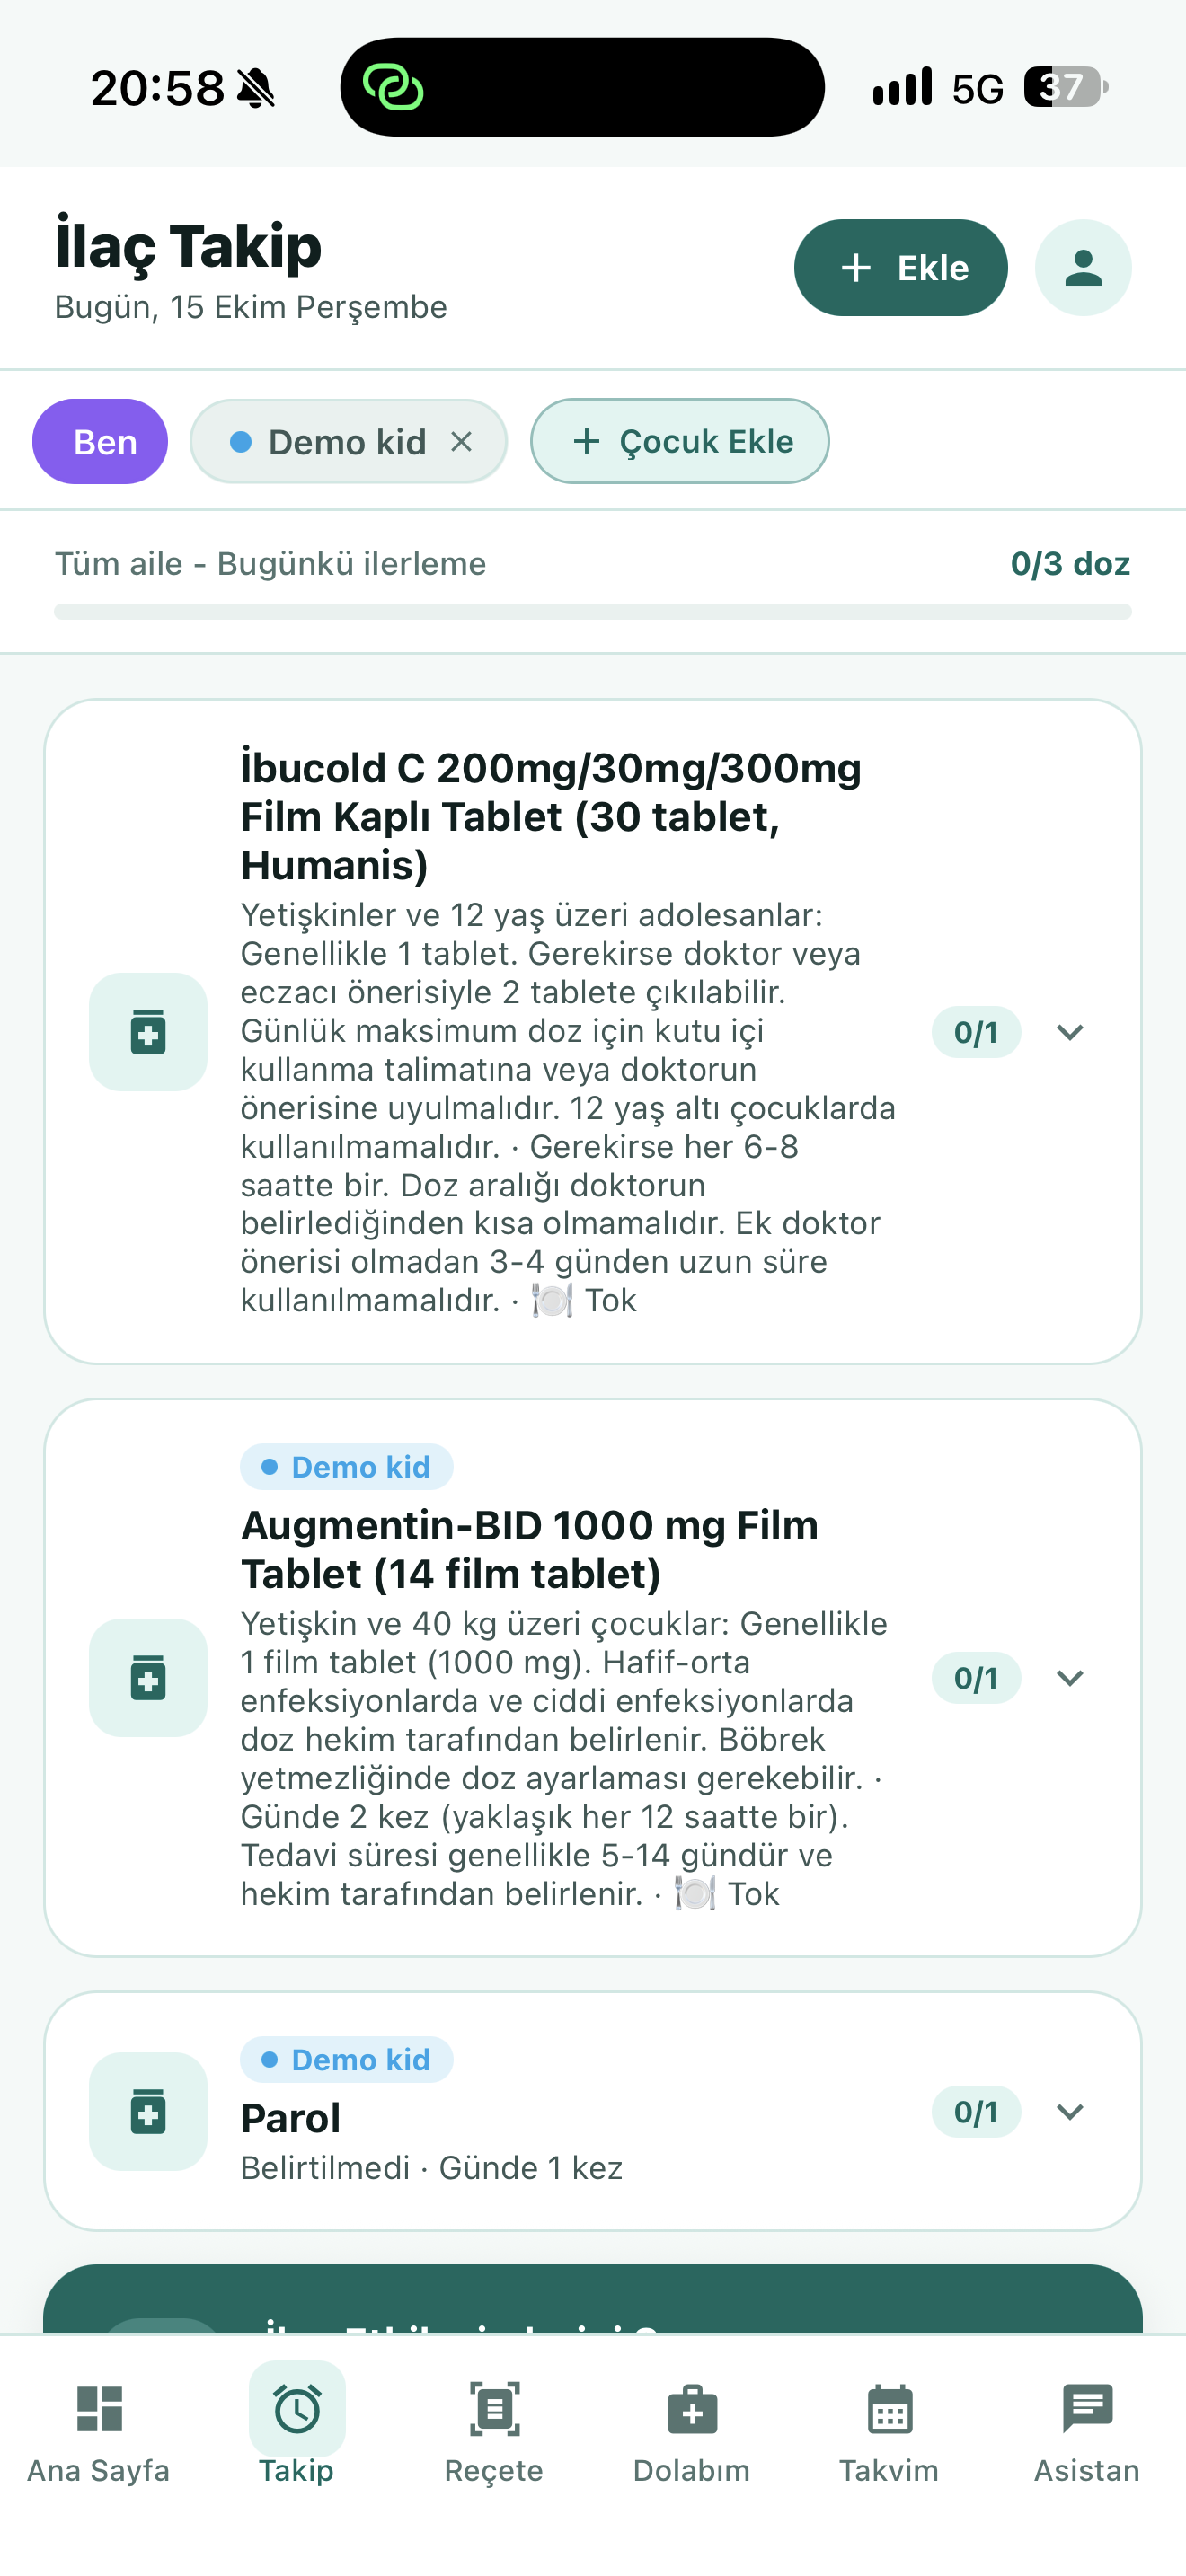 20:58
5G
37
İlaç Takip
Bugün, 15 Ekim Perşembe
+ Ekle
Ben
Demo kid ×
+ Çocuk Ekle
Tüm aile - Bugünkü ilerleme
0/3 doz
İbucold C 200mg/30mg/300mg
Film Kaplı Tablet (30 tablet,
Humanis)
Yetişkinler ve 12 yaş üzeri adolesanlar:
Genellikle 1 tablet. Gerekirse doktor veya
eczacı önerisiyle 2 tablete çıkılabilir.
Günlük maksimum doz için kutu içi
kullanma talimatına veya doktorun
önerisine uyulmalıdır. 12 yaş altı çocuklarda
kullanılmamalıdır. · Gerekirse her 6-8
saatte bir. Doz aralığı doktorun
belirlediğinden kısa olmamalıdır. Ek doktor
önerisi olmadan 3-4 günden uzun süre
kullanılmamalıdır. · 🍽️ Tok
0/1
Demo kid
Augmentin-BID 1000 mg Film
Tablet (14 film tablet)
Yetişkin ve 40 kg üzeri çocuklar: Genellikle
1 film tablet (1000 mg). Hafif-orta
enfeksiyonlarda ve ciddi enfeksiyonlarda
doz hekim tarafından belirlenir. Böbrek
yetmezliğinde doz ayarlaması gerekebilir. ·
Günde 2 kez (yaklaşık her 12 saatte bir).
Tedavi süresi genellikle 5-14 gündür ve
hekim tarafından belirlenir. · 🍽️ Tok
0/1
Demo kid
Parol
Belirtilmedi · Günde 1 kez
0/1
Ana Sayfa
Takip
Reçete
Dolabım
Takvim
Asistan